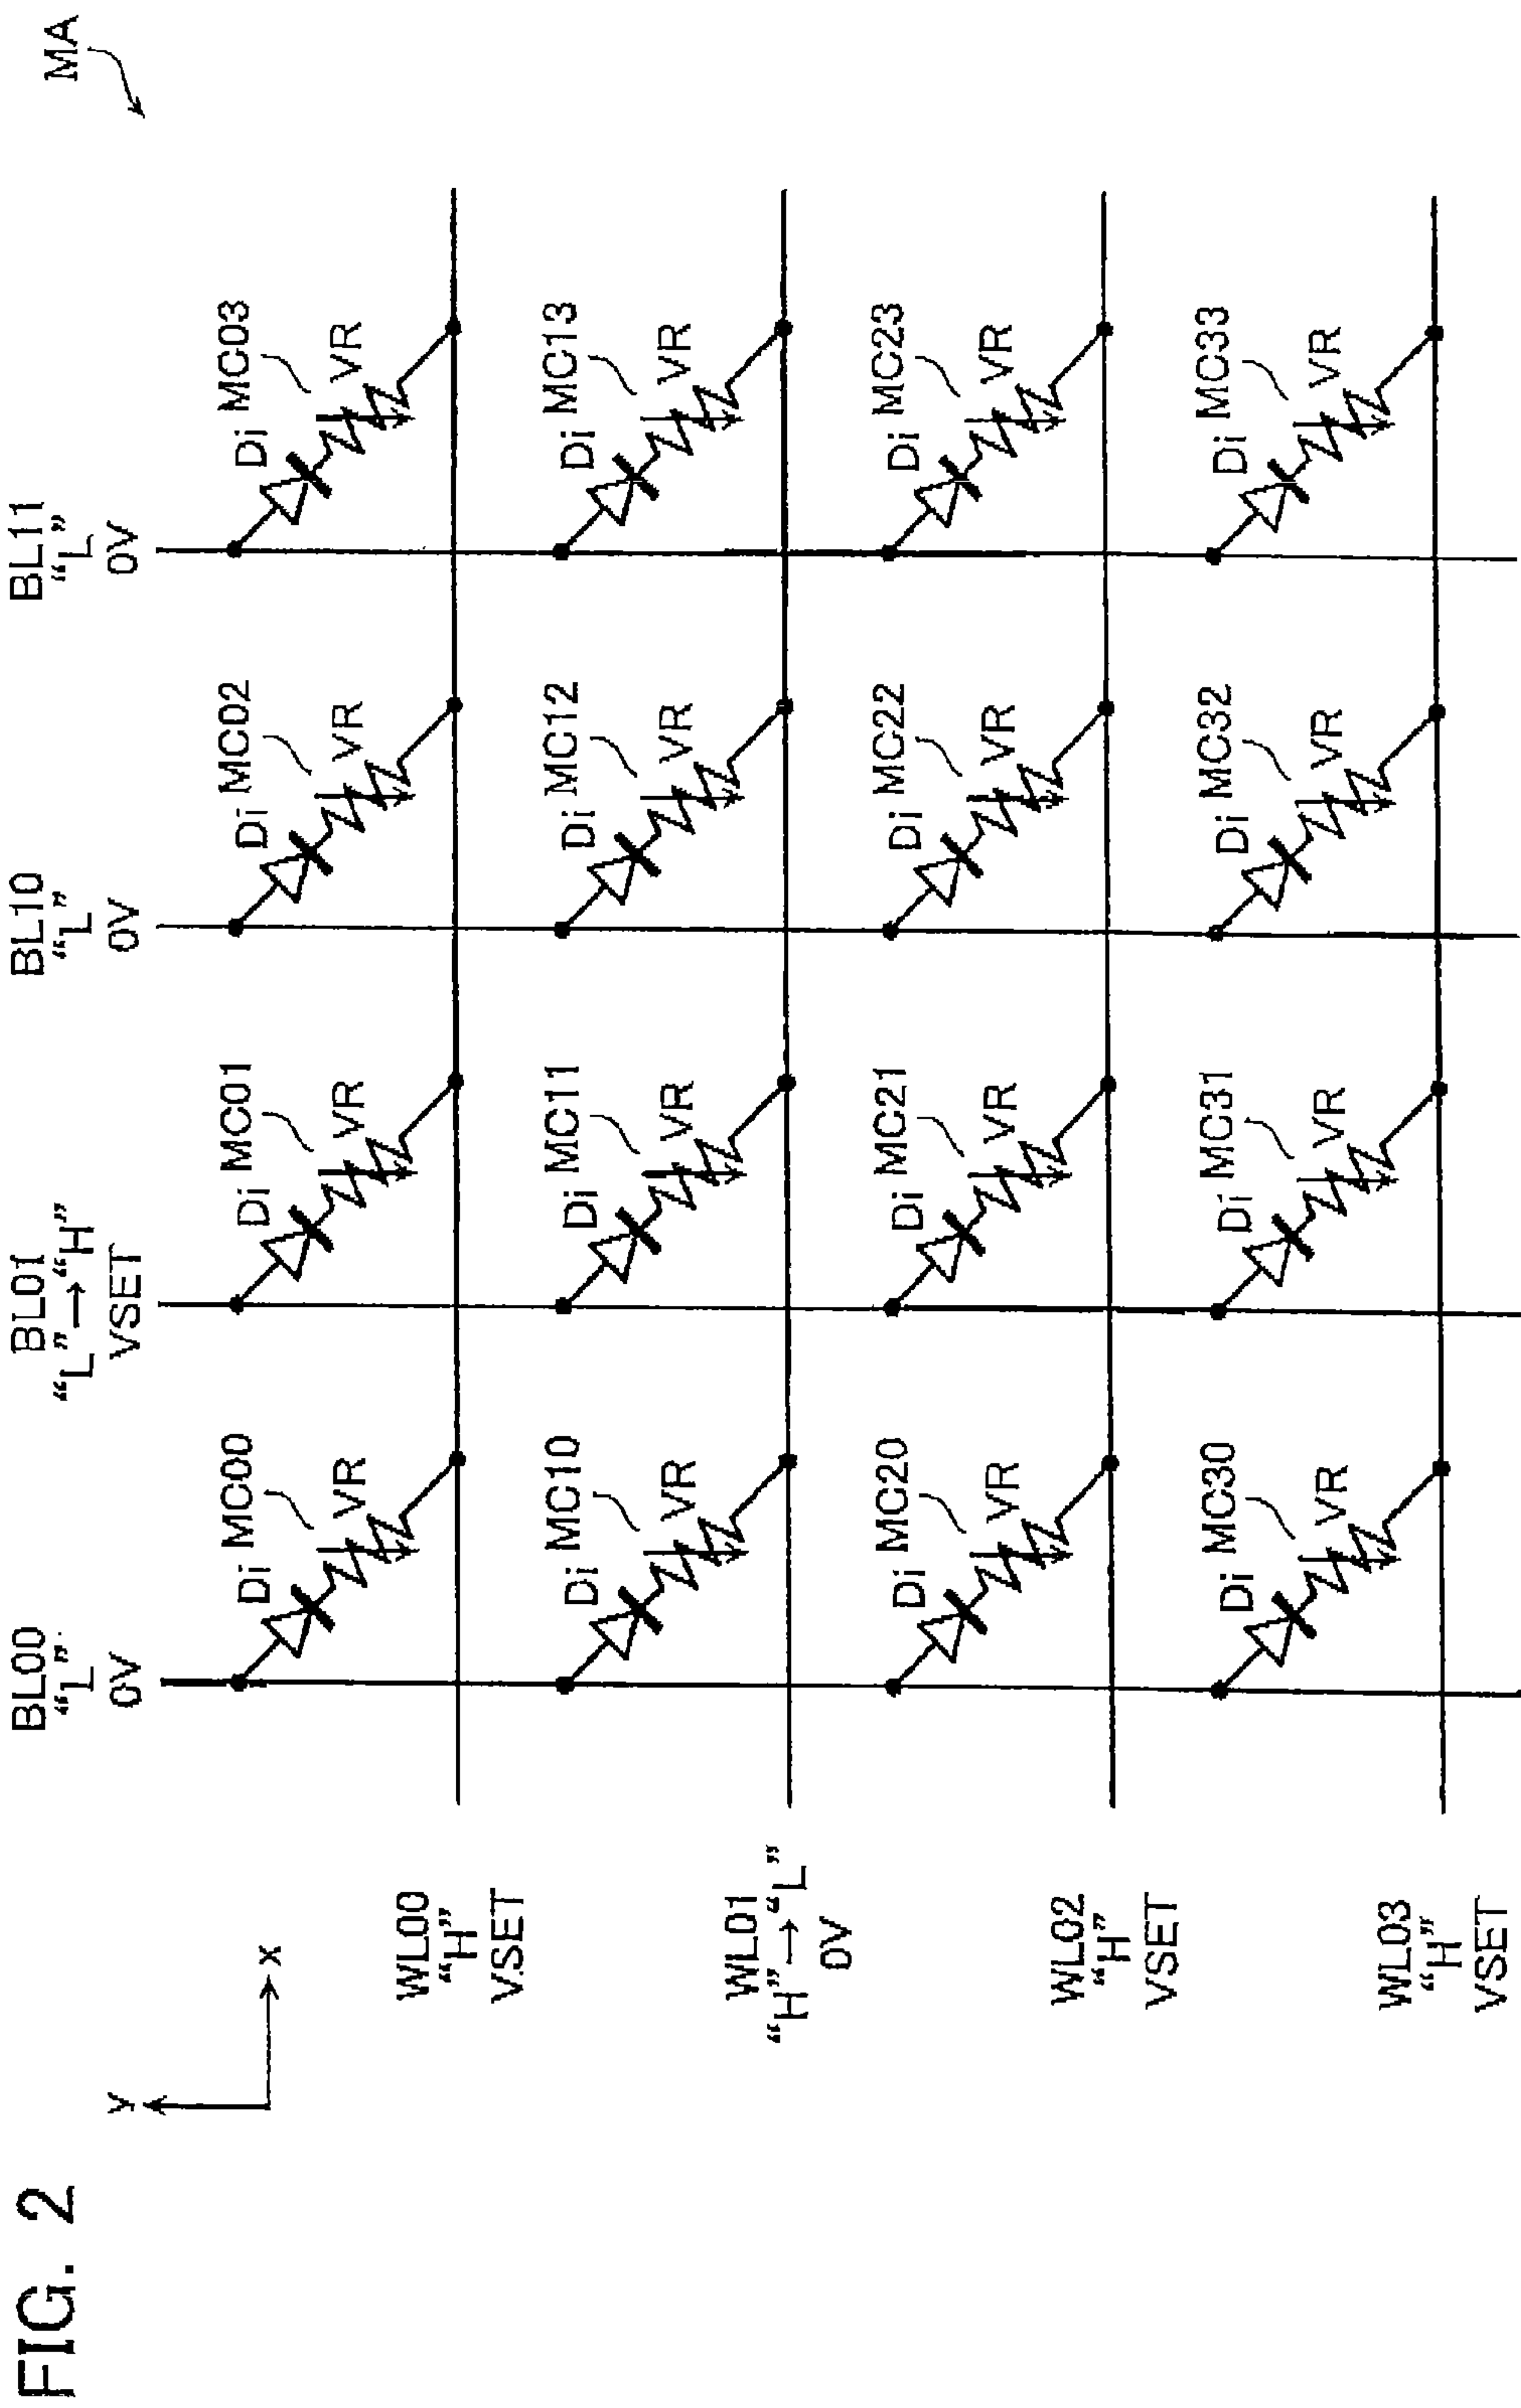 FIG. 2
MA
BL00
“L”
0V
BL01
“L”→“H”
VSET
BL10
“L”
0V
BL11
“L”
0V
y
x
Di MC00
VR
Di MC01
VR
Di MC02
VR
Di MC03
VR
WL00
“H”
VSET
Di MC10
VR
Di MC11
VR
Di MC12
VR
Di MC13
VR
WL01
“H”→“L”
0V
Di MC20
VR
Di MC21
VR
Di MC22
VR
Di MC23
VR
WL02
“H”
VSET
Di MC30
VR
Di MC31
VR
Di MC32
VR
Di MC33
VR
WL03
“H”
VSET